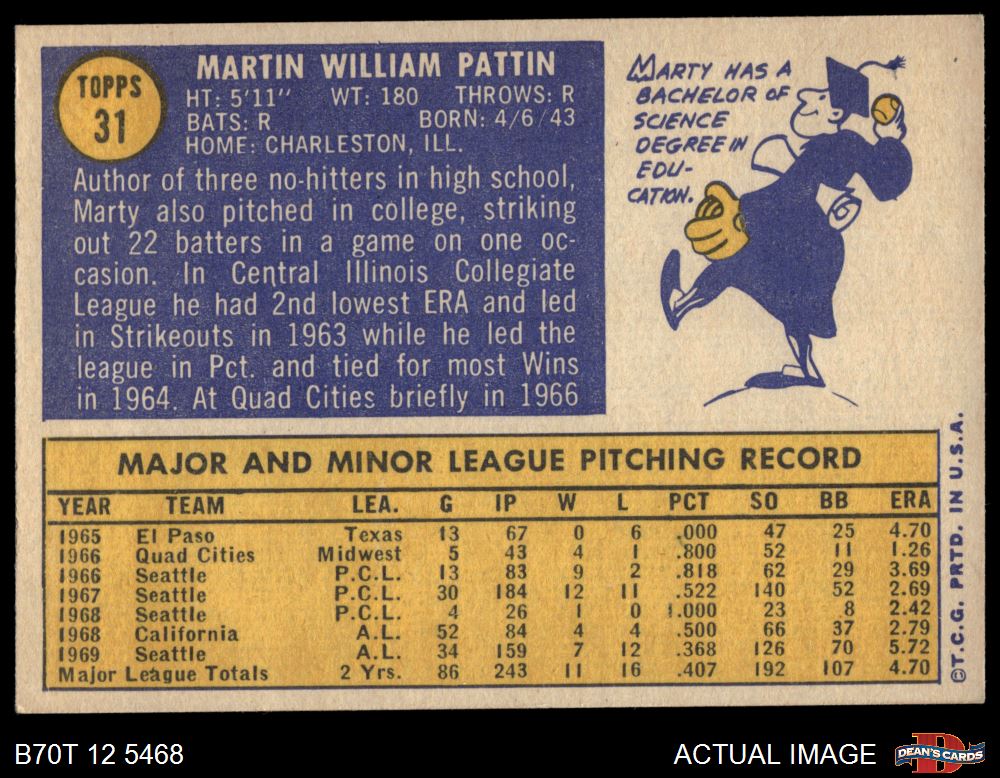 TOPPS
31
MARTIN WILLIAM PATTIN
HT: 5'11" WT: 180 THROWS: R
BATS: R BORN: 4/6/43
HOME: CHARLESTON, ILL.
Author of three no-hitters in high school,
Marty also pitched in college, striking
out 22 batters in a game on one oc-
casion. In Central Illinois Collegiate
League he had 2nd lowest ERA and led
in Strikeouts in 1963 while he led the
league in Pct. and tied for most Wins
in 1964. At Quad Cities briefly in 1966
MARTY HAS A
BACHELOR OF
SCIENCE
DEGREE IN
EDU-
CATION.
MAJOR AND MINOR LEAGUE PITCHING RECORD
YEAR TEAM LEA. G IP W L PCT SO BB ERA
1965 El Paso Texas 13 67 0 6 .000 47 25 4.70
1966 Quad Cities Midwest 5 43 4 1 .800 52 11 1.26
1966 Seattle P.C.L. 13 83 9 2 .818 62 29 3.69
1967 Seattle P.C.L. 30 184 12 11 .522 140 52 2.69
1968 Seattle P.C.L. 4 26 1 0 1.000 23 8 2.42
1968 California A.L. 52 84 4 4 .500 66 37 2.79
1969 Seattle A.L. 34 159 7 12 .368 126 70 5.72
Major League Totals 2 Yrs. 86 243 11 16 .407 192 107 4.70
©T.C.G. PRTD. IN U.S.A.
B70T 12 5468
ACTUAL IMAGE
D
DEAN'S CARDS